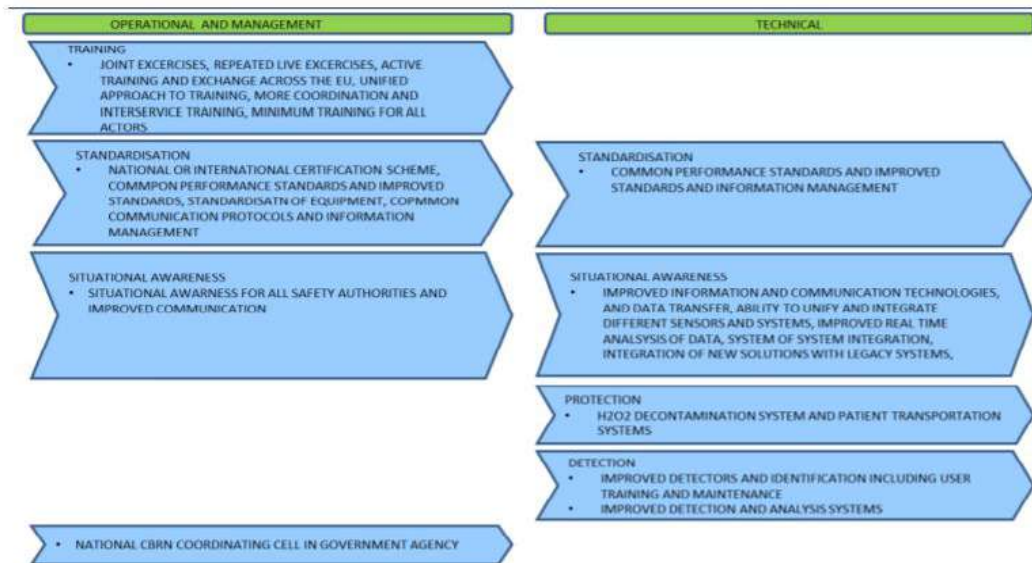 OPERATIONAL AND MANAGEMENT
TRAINING
• JOINT EXCERCISES, REPEATED LIVE EXCERCISES, ACTIVE
TRAINING AND EXCHANGE ACROSS THE EU, UNIFIED
APPROACH TO TRAINING, MORE COORDINATION AND
INTERSERVICE TRAINING, MINIMUM TRAINING FOR ALL
ACTORS
STANDARDISATION
• NATIONAL OR INTERNATIONAL CERTIFICATION SCHEME,
COMMPON PERFORMANCE STANDARDS AND IMPROVED
STANDARDS, STANDARDISATN OF EQUIPMENT, COPMMON
COMMUNICATION PROTOCOLS AND INFORMATION
MANAGEMENT
SITUATIONAL AWARENESS
• SITUATIONAL AWARNESS FOR ALL SAFETY AUTHORITIES AND
IMPROVED COMMUNICATION
• NATIONAL CBRN COORDINATING CELL IN GOVERNMENT AGENCY
TECHNICAL
STANDARDISATION
• COMMON PERFORMANCE STANDARDS AND IMPROVED
STANDARDS AND INFORMATION MANAGEMENT
SITUATIONAL AWARENESS
• IMPROVED INFORMATION AND COMMUNICATION TECHNOLOGIES,
AND DATA TRANSFER, ABILITY TO UNIFY AND INTEGRATE
DIFFERENT SENSORS AND SYSTEMS, IMPROVED REAL TIME
ANALSYSIS OF DATA, SYSTEM OF SYSTEM INTEGRATION,
INTEGRATION OF NEW SOLUTIONS WITH LEGACY SYSTEMS,
PROTECTION
• H2O2 DECONTAMINATION SYSTEM AND PATIENT TRANSPORTATION
SYSTEMS
DETECTION
• IMPROVED DETECTORS AND IDENTIFICATION INCLUDING USER
TRAINING AND MAINTENANCE
• IMPROVED DETECTION AND ANALYSIS SYSTEMS